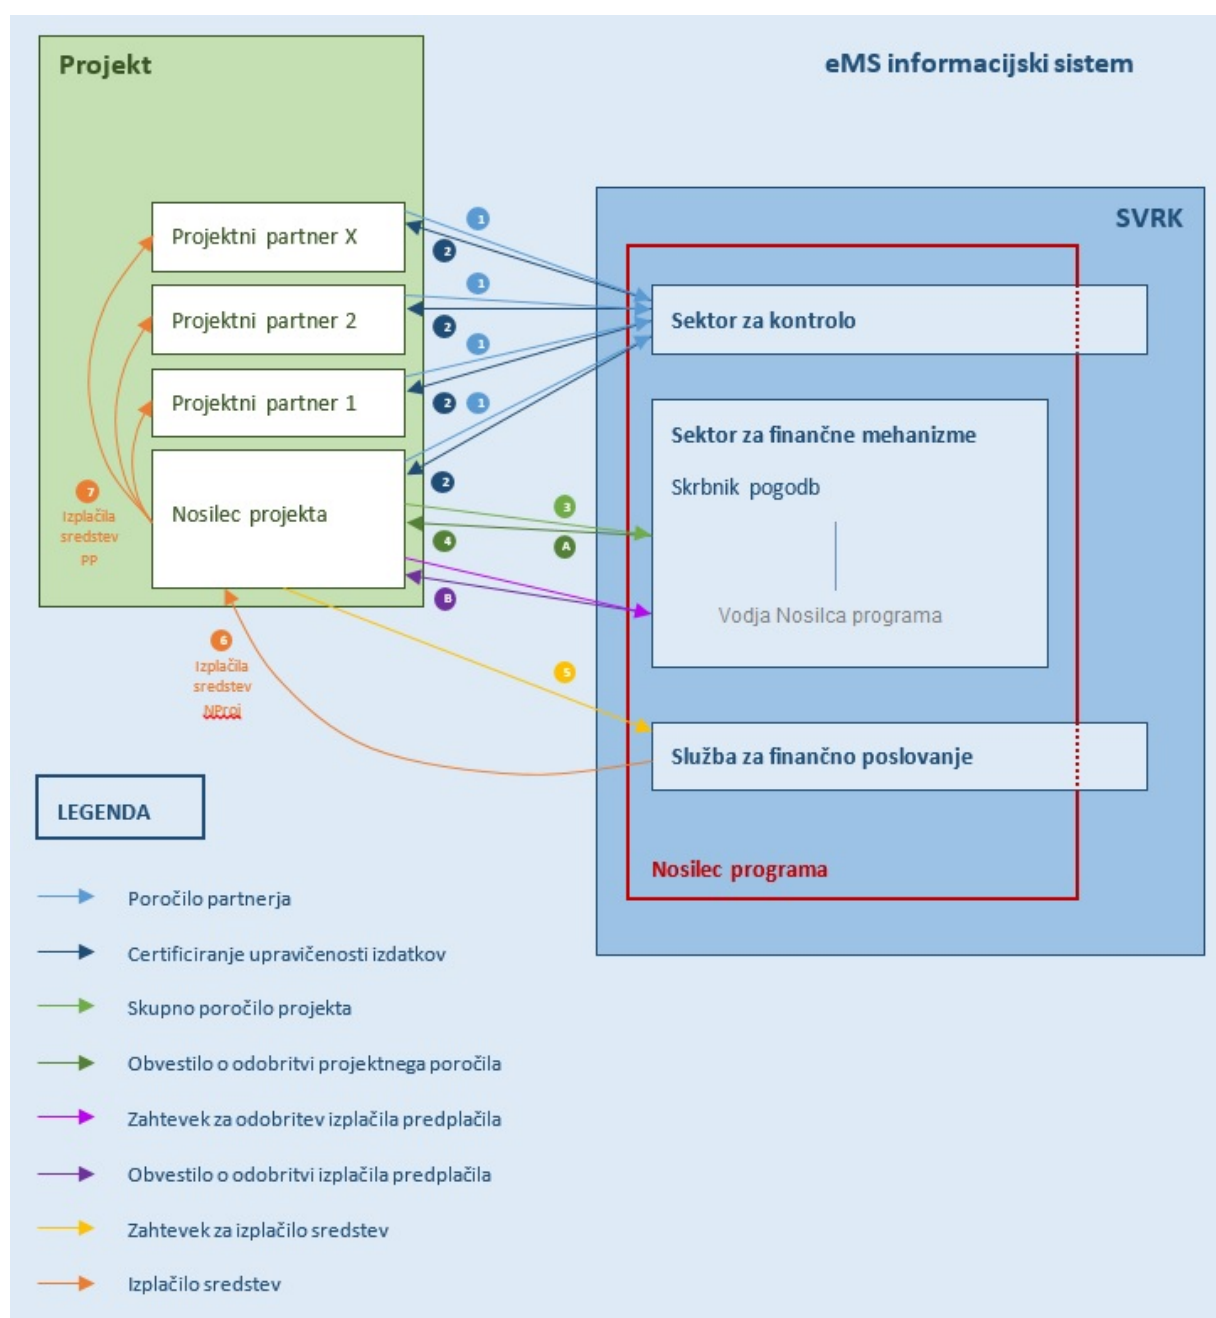 Projekt
eMS informacijski sistem
SVRK
Projektni partner X
Projektni partner 2
Projektni partner 1
Nosilec projekta
1
2
1
2
1
2
1
2
3
4
A
B
5
7
Izplačila
sredstev
PP
6
Izplačila
sredstev
NProj
Sektor za kontrolo
Sektor za finančne mehanizme
Skrbnik pogodb
Vodja Nosilca programa
Služba za finančno poslovanje
Nosilec programa
LEGENDA
Poročilo partnerja
Certificiranje upravičenosti izdatkov
Skupno poročilo projekta
Obvestilo o odobritvi projektnega poročila
Zahtevek za odobritev izplačila predplačila
Obvestilo o odobritvi izplačila predplačila
Zahtevek za izplačilo sredstev
Izplačilo sredstev